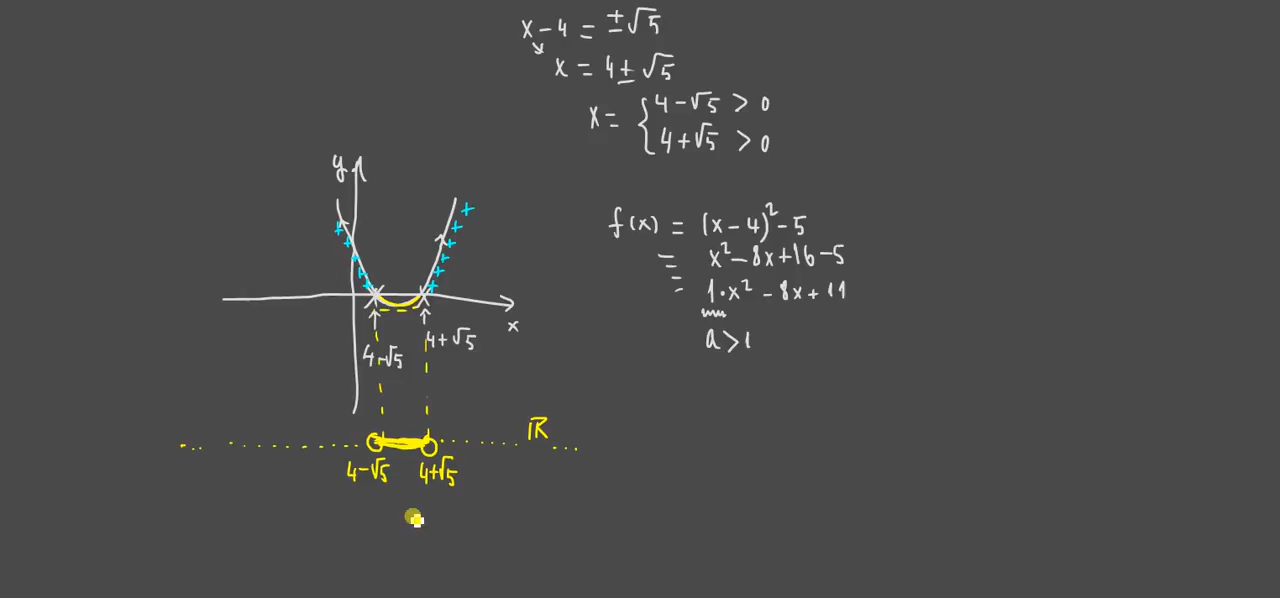 x - 4 = ±√5
x = 4 ± √5
x = { 4 - √5 > 0
4 + √5 > 0
y
f(x) = (x - 4)² - 5
= x² - 8x + 16 - 5
= 1·x² - 8x + 11
a > 1
x
4 - √5
4 + √5
+ + + + +
+ + + + + +
ℝ
4 - √5
4 + √5